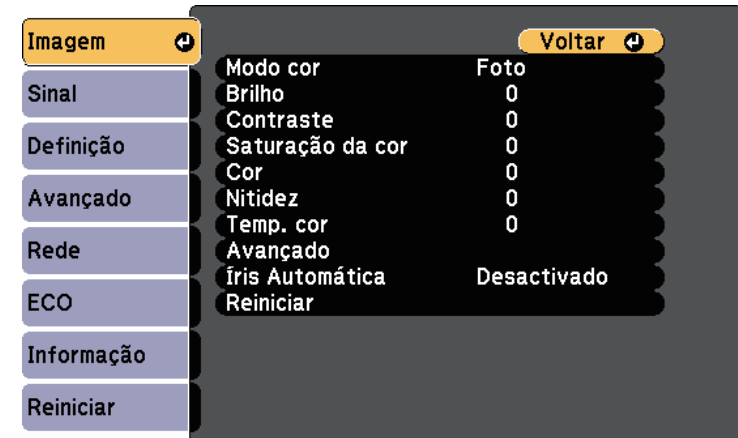 Imagem
Sinal
Definição
Avançado
Rede
ECO
Informação
Reiniciar
Voltar
Modo cor Foto
Brilho 0
Contraste 0
Saturação da cor 0
Cor 0
Nitidez 0
Temp. cor 0
Avançado
Íris Automática Desactivado
Reiniciar